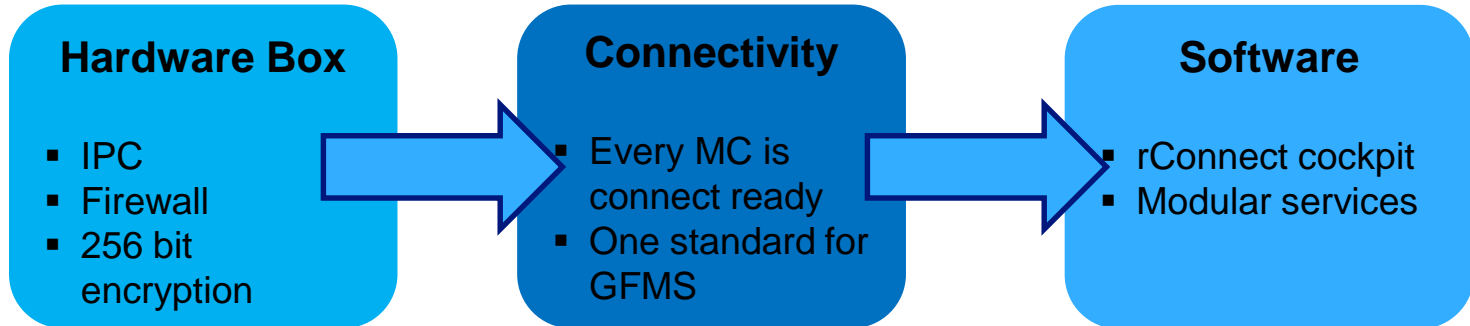 Hardware Box
▪ IPC
▪ Firewall
▪ 256 bit
encryption
Connectivity
▪ Every MC is
connect ready
▪ One standard for
GFMS
Software
▪ rConnect cockpit
▪ Modular services